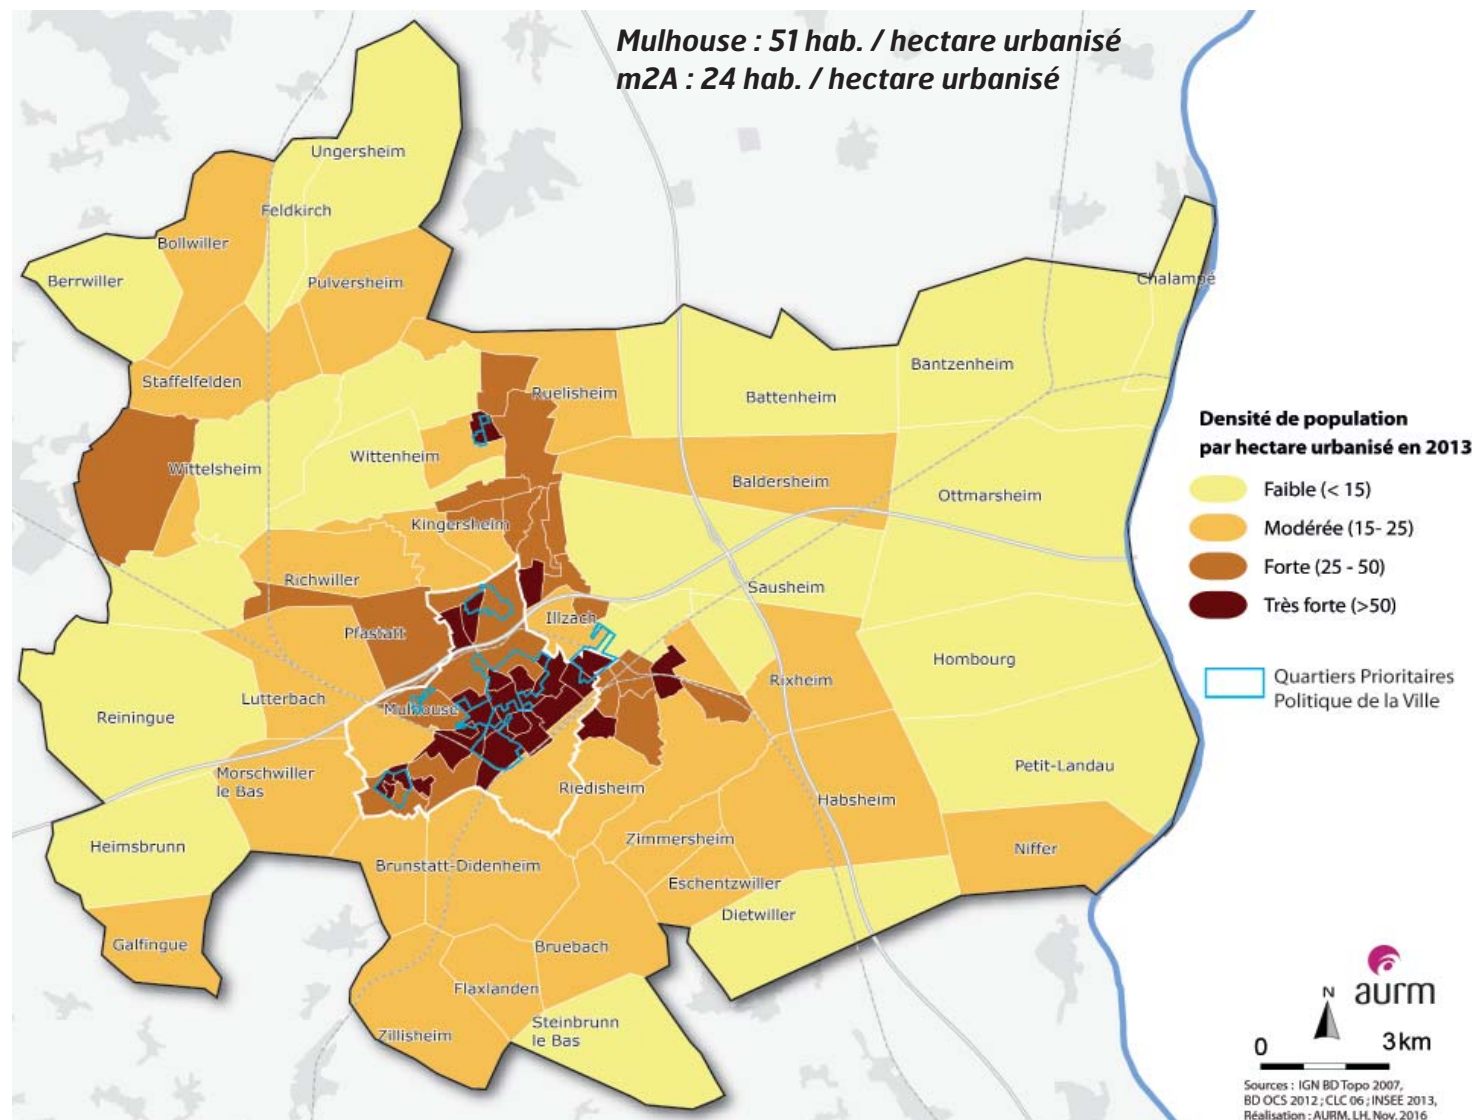 Mulhouse : 51 hab. / hectare urbanisé
m2A : 24 hab. / hectare urbanisé
Ungersheim
Feldkirch
Bollwiller
Berrwiller
Pulversheim
Chalampé
Staffelfelden
Ruelisheim
Battenheim
Bantzenheim
Wittelsheim
Wittenheim
Baldersheim
Ottmarsheim
Kingersheim
Richwiller
Sausheim
Pfastatt
Illzach
Hombourg
Rixheim
Lutterbach
Mulhouse
Reiningue
Morschwiller
le Bas
Riedisheim
Petit-Landau
Habsheim
Heimsbrunn
Zimmersheim
Niffer
Brunstatt-Didenheim
Eschentzwiller
Dietwiller
Galfingue
Bruebach
Flaxlanden
Steinbrunn
le Bas
Zillisheim
Densité de population
par hectare urbanisé en 2013
Faible (< 15)
Modérée (15- 25)
Forte (25 - 50)
Très forte (>50)
Quartiers Prioritaires
Politique de la Ville
aurm
N
0 3km
Sources : IGN BD Topo 2007,
BD OCS 2012 ; CLC 06 ; INSEE 2013,
Réalisation : AURM, LH, Nov. 2016